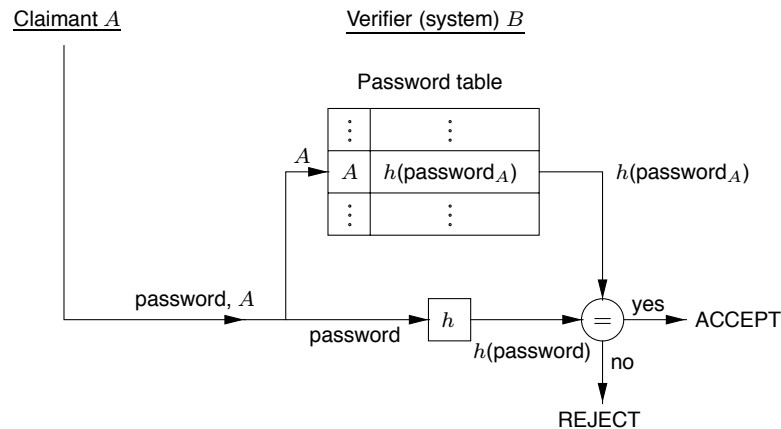 Claimant A
Verifier (system) B
Password table
A
A h(password_A)
h(password_A)
password, A
password
h
h(password)
=
yes
ACCEPT
no
REJECT